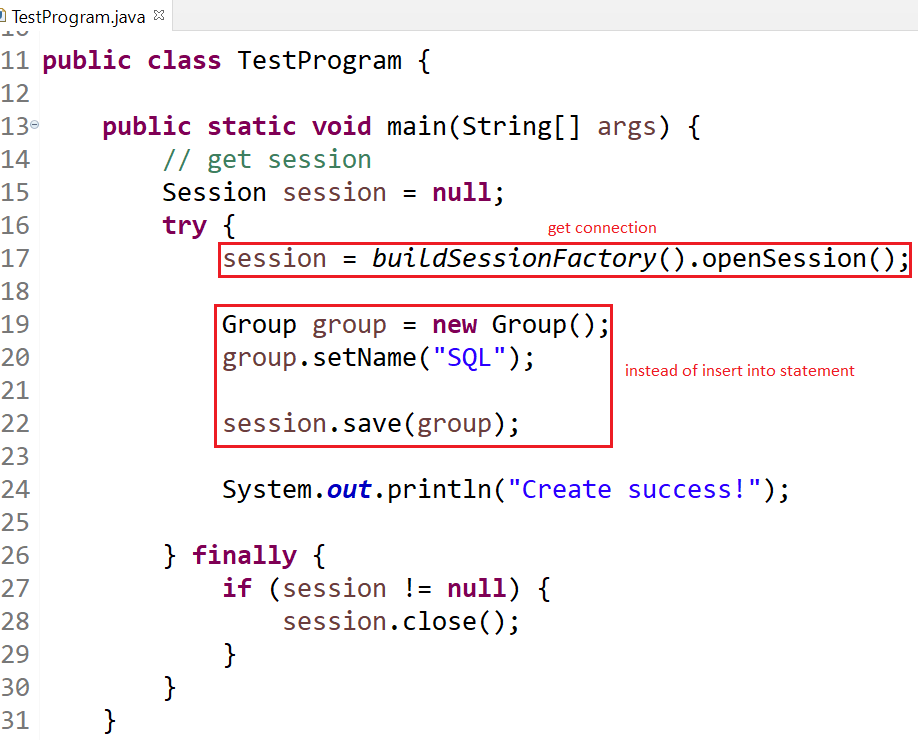 TestProgram.java
11 public class TestProgram {
12
13 public static void main(String[] args) {
14 // get session
15 Session session = null;
16 try {
get connection
17 session = buildSessionFactory().openSession();
18
19 Group group = new Group();
20 group.setName("SQL");
instead of insert into statement
21
22 session.save(group);
23
24 System.out.println("Create success!");
25
26 } finally {
27 if (session != null) {
28 session.close();
29 }
30 }
31 }